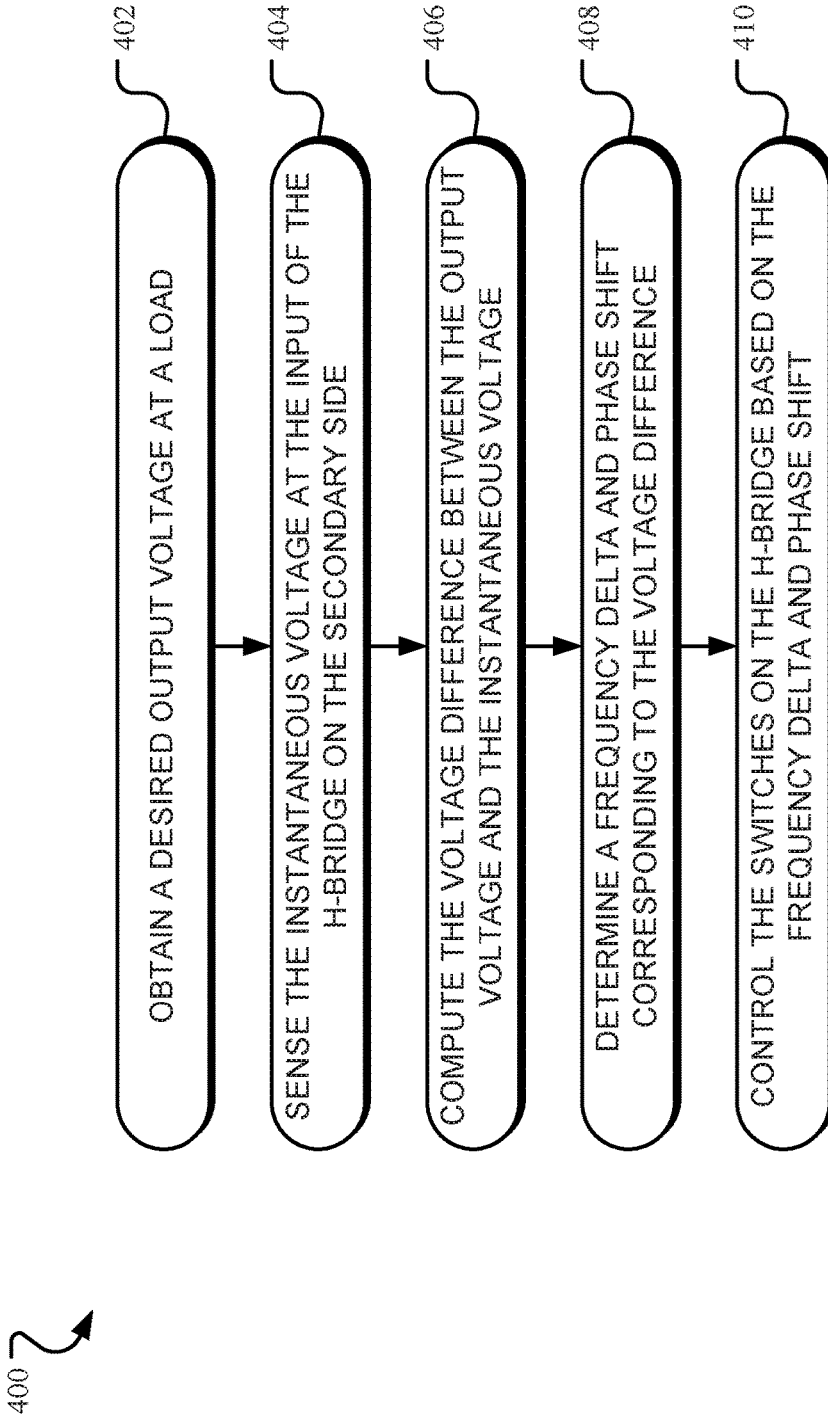 400
OBTAIN A DESIRED OUTPUT VOLTAGE AT A LOAD
402
SENSE THE INSTANTANEOUS VOLTAGE AT THE INPUT OF THE
H-BRIDGE ON THE SECONDARY SIDE
404
COMPUTE THE VOLTAGE DIFFERENCE BETWEEN THE OUTPUT
VOLTAGE AND THE INSTANTANEOUS VOLTAGE
406
DETERMINE A FREQUENCY DELTA AND PHASE SHIFT
CORRESPONDING TO THE VOLTAGE DIFFERENCE
408
CONTROL THE SWITCHES ON THE H-BRIDGE BASED ON THE
FREQUENCY DELTA AND PHASE SHIFT
410